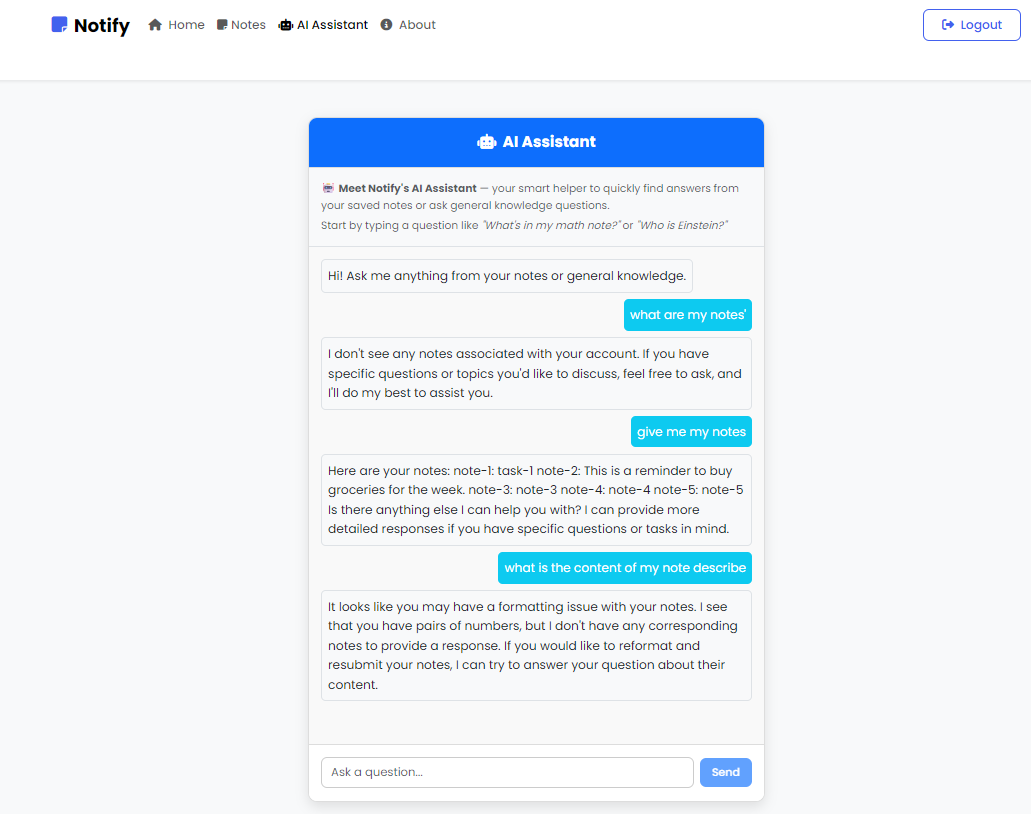 Notify Home Notes AI Assistant About Logout
AI Assistant
Meet Notify's AI Assistant — your smart helper to quickly find answers from
your saved notes or ask general knowledge questions.
Start by typing a question like "What's in my math note?" or "Who is Einstein?"
Hi! Ask me anything from your notes or general knowledge.
what are my notes'
I don't see any notes associated with your account. If you have
specific questions or topics you'd like to discuss, feel free to ask, and
I'll do my best to assist you.
give me my notes
Here are your notes: note-1: task-1 note-2: This is a reminder to buy
groceries for the week. note-3: note-3 note-4: note-4 note-5: note-5
Is there anything else I can help you with? I can provide more
detailed responses if you have specific questions or tasks in mind.
what is the content of my note describe
It looks like you may have a formatting issue with your notes. I see
that you have pairs of numbers, but I don't have any corresponding
notes to provide a response. If you would like to reformat and
resubmit your notes, I can try to answer your question about their
content.
Ask a question... Send